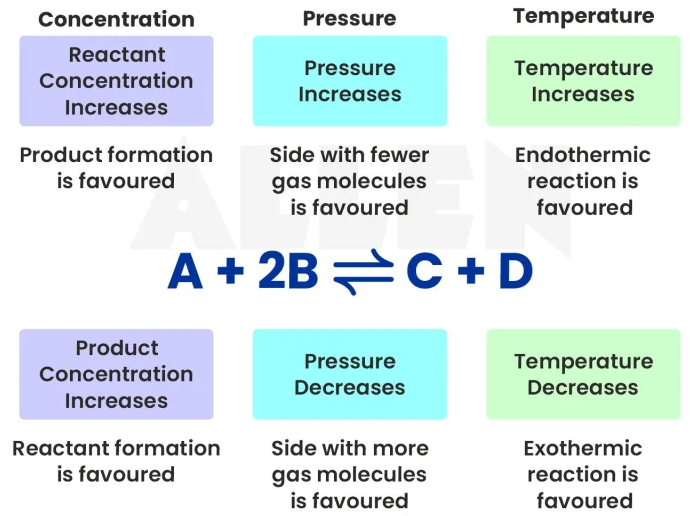 Concentration
Pressure
Temperature
Reactant
Concentration
Increases
Pressure
Increases
Temperature
Increases
Product formation
is favoured
Side with fewer
gas molecules
is favoured
Endothermic
reaction is
favoured
ALLEN
A + 2B ⇌ C + D
Product
Concentration
Increases
Pressure
Decreases
Temperature
Decreases
Reactant formation
is favoured
Side with more
gas molecules
is favoured
Exothermic
reaction is
favoured